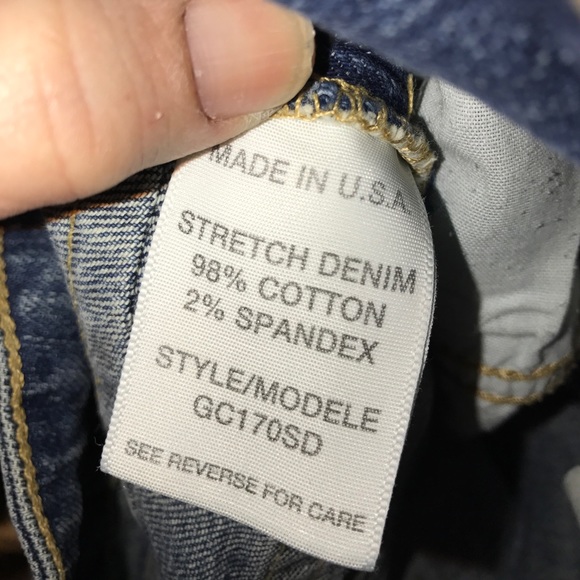 MADE IN U.S.A.
STRETCH DENIM
98% COTTON
2% SPANDEX
STYLE/MODELE
GC170SD
SEE REVERSE FOR CARE